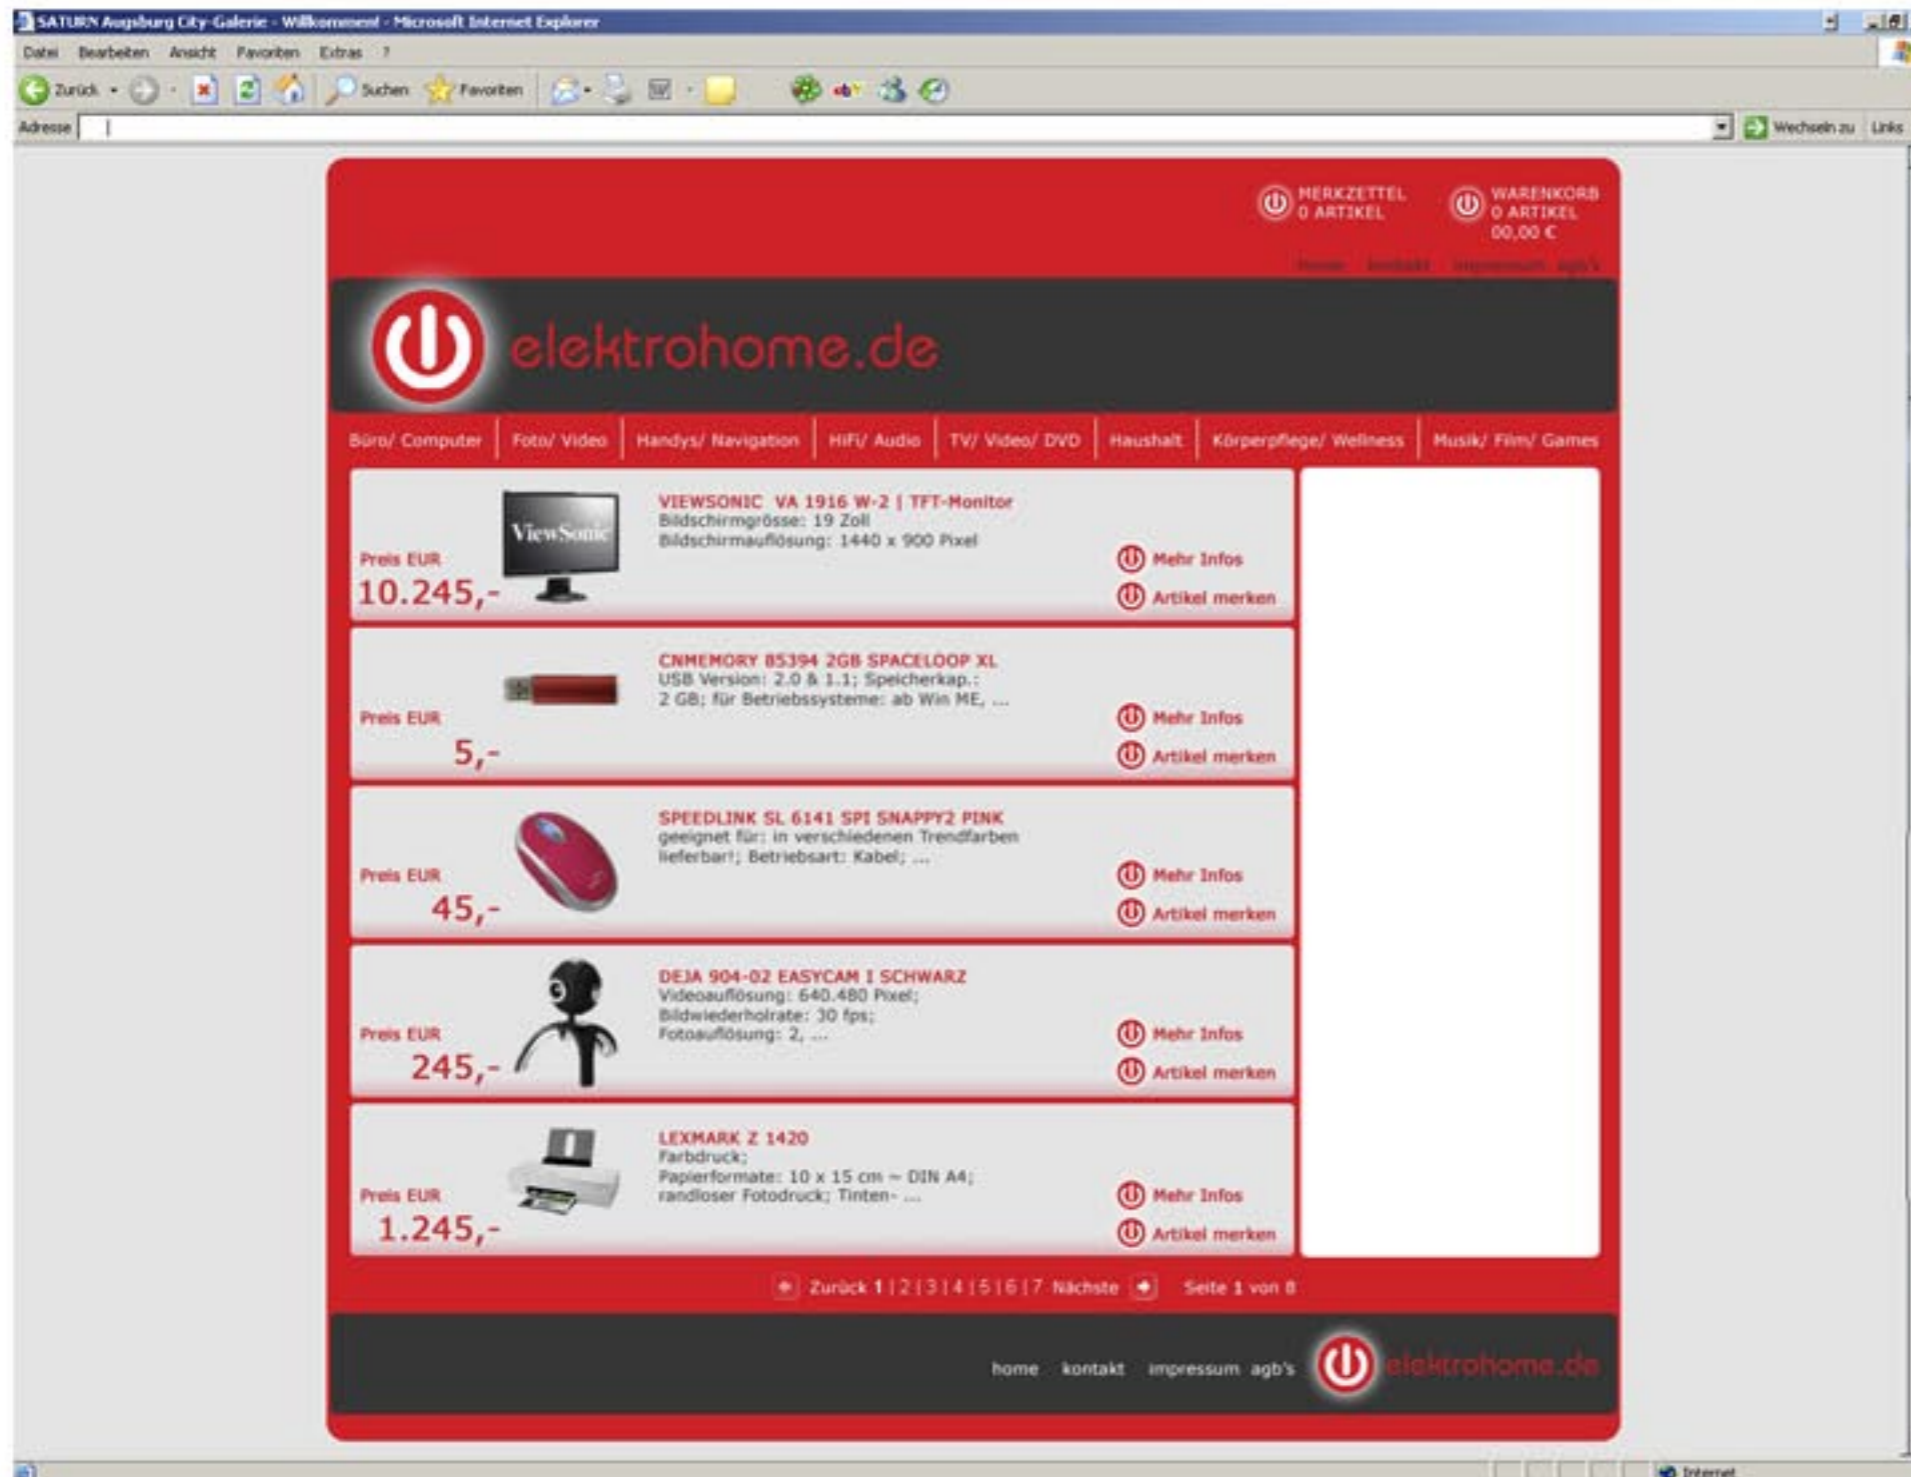 SATURN Augsburg City-Galerie - Willkommen! - Microsoft Internet Explorer
Datei Bearbeiten Ansicht Favoriten Extras ?
Zurück Suchen Favoriten
Adresse Wechseln zu Links
MERKZETTEL
0 ARTIKEL
WARENKORB
0 ARTIKEL
00,00 €
home kontakt impressum agb's
elektrohome.de
Büro/ Computer Foto/ Video Handys/ Navigation HiFi/ Audio TV/ Video/ DVD Haushalt Körperpflege/ Wellness Musik/ Film/ Games
ViewSonic
VIEWSONIC VA 1916 W-2 | TFT-Monitor
Bildschirmgrösse: 19 Zoll
Bildschirmauflösung: 1440 x 900 Pixel
Preis EUR
10.245,-
Mehr Infos
Artikel merken
CNMEMORY 85394 2GB SPACELOOP XL
USB Version: 2.0 & 1.1; Speicherkap.:
2 GB; für Betriebssysteme: ab Win ME, ...
Preis EUR
5,-
Mehr Infos
Artikel merken
SPEEDLINK SL 6141 SPI SNAPPY2 PINK
geeignet für: in verschiedenen Trendfarben
lieferbar!; Betriebsart: Kabel; ...
Preis EUR
45,-
Mehr Infos
Artikel merken
DEJA 904-02 EASYCAM I SCHWARZ
Videoauflösung: 640.480 Pixel;
Bildwiederholrate: 30 fps;
Fotoauflösung: 2, ...
Preis EUR
245,-
Mehr Infos
Artikel merken
LEXMARK Z 1420
Farbdruck;
Papierformate: 10 x 15 cm ~ DIN A4;
randloser Fotodruck; Tinten- ...
Preis EUR
1.245,-
Mehr Infos
Artikel merken
Zurück 1|2|3|4|5|6|7 Nächste Seite 1 von 8
home kontakt impressum agb's elektrohome.de
Internet